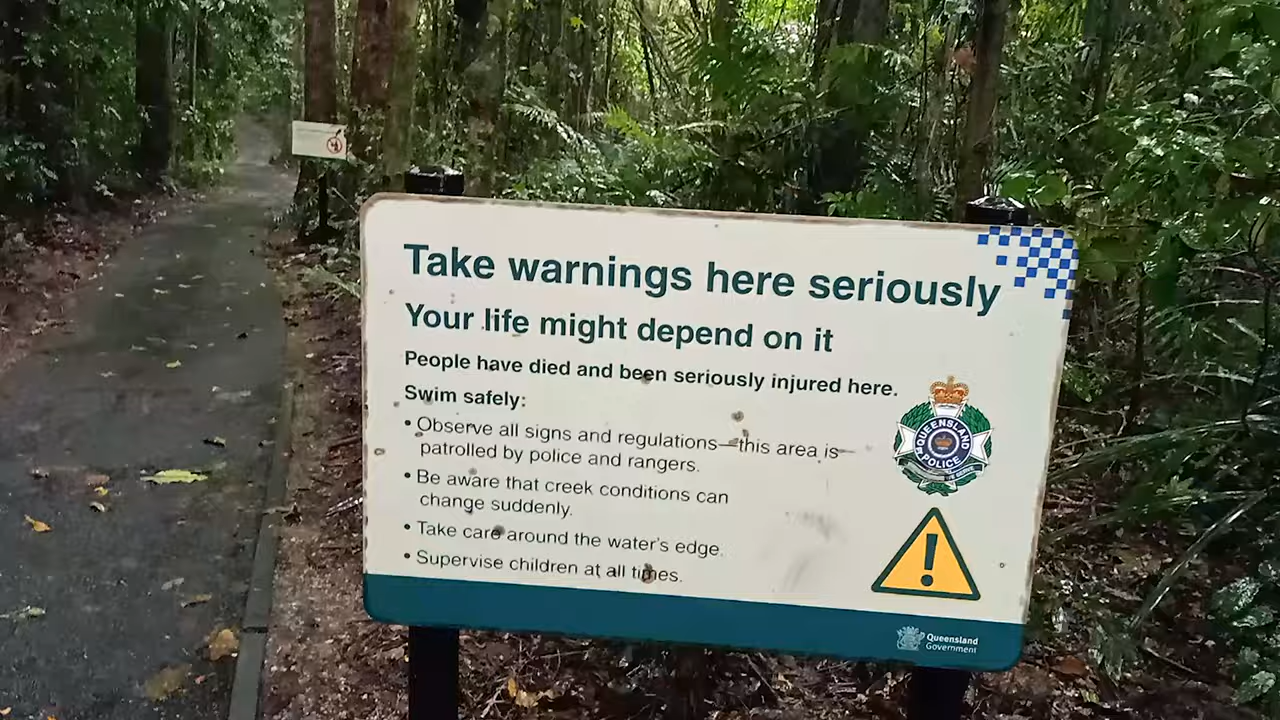 Take warnings here seriously
Your life might depend on it
People have died and been seriously injured here.
Swim safely:
• Observe all signs and regulations—this area is
patrolled by police and rangers.
• Be aware that creek conditions can
change suddenly.
• Take care around the water's edge.
• Supervise children at all times.
QUEENSLAND
POLICE
Queensland
Government